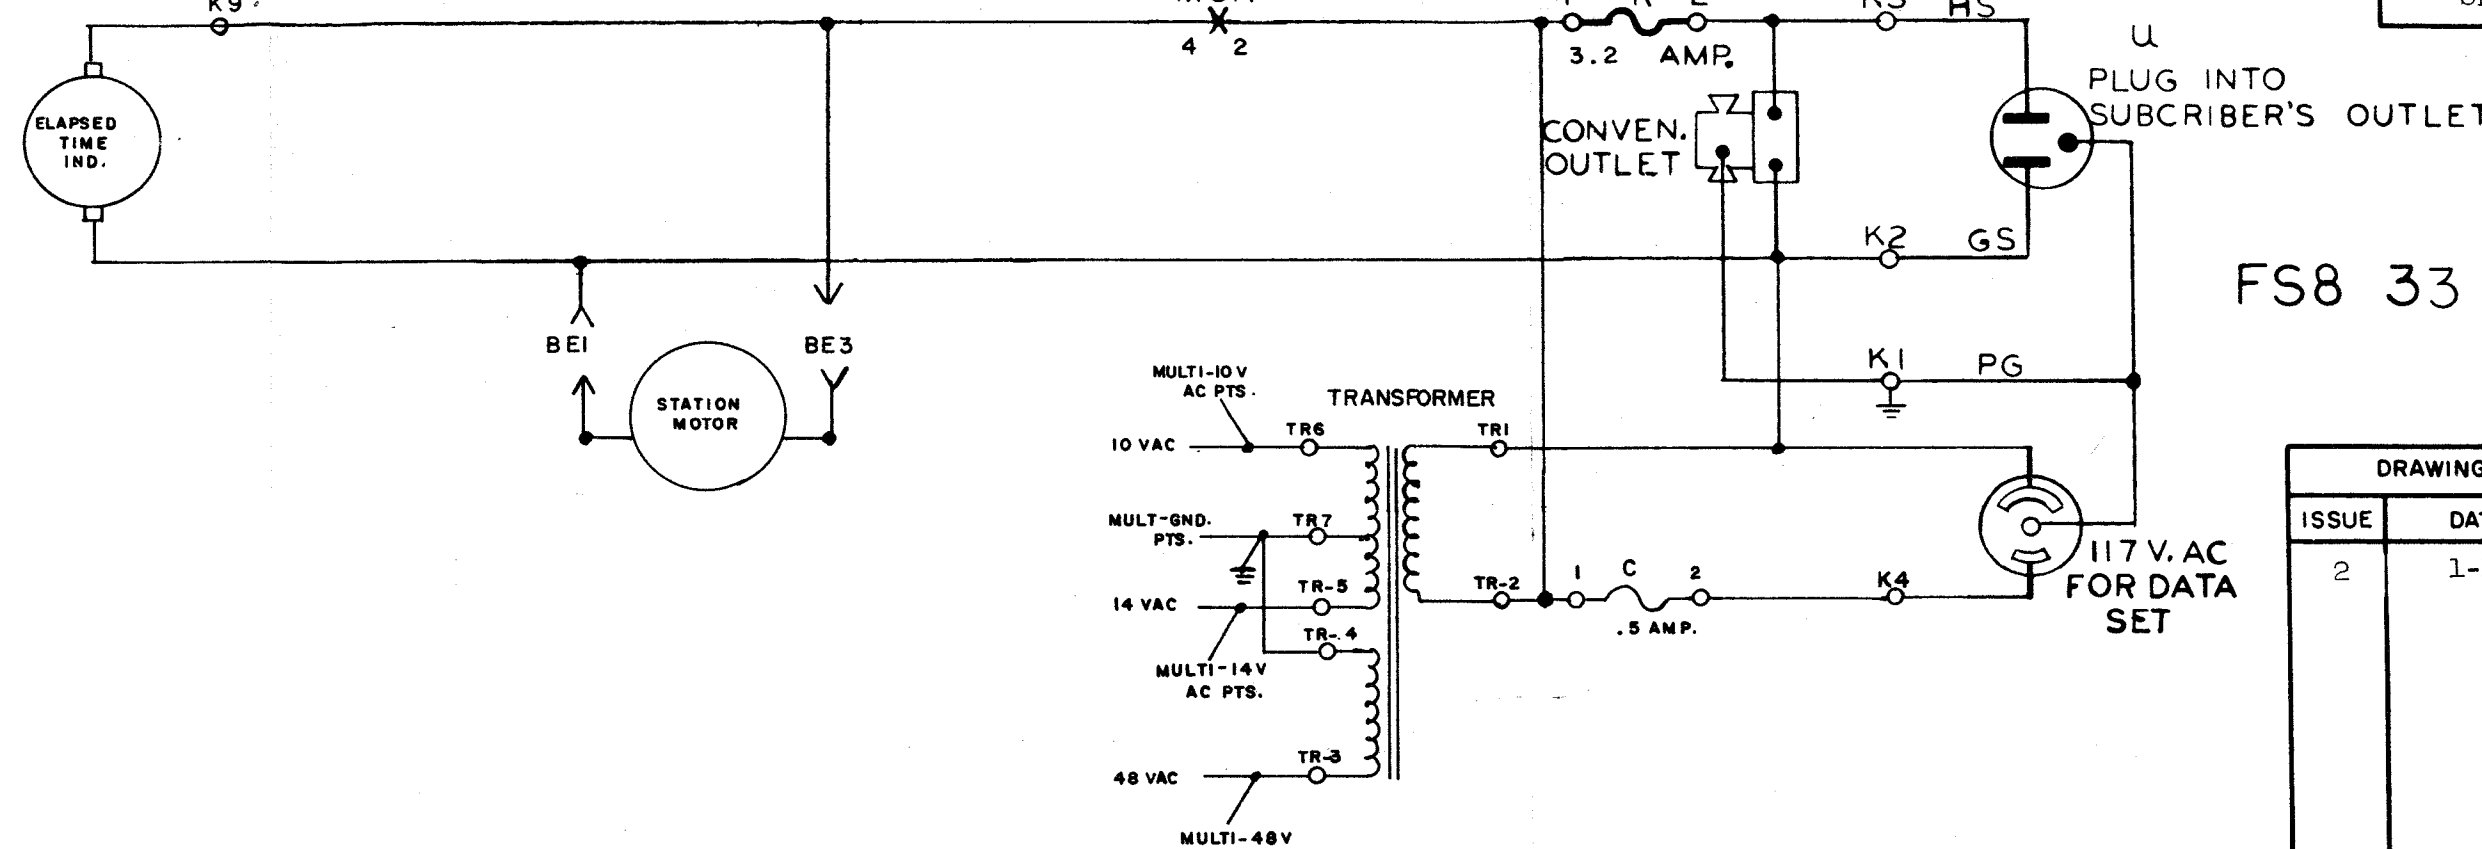 K9
4 2
3.2 AMP.
HS
u
PLUG INTO
SUBCRIBER'S OUTLET
ELAPSED
TIME
IND.
CONVEN.
OUTLET
K2 GS
FS8 33
BE1
BE3
STATION
MOTOR
K1 PG
MULTI-10V
AC PTS.
TRANSFORMER
10 VAC
TR6
TR1
MULT-GND.
PTS.
TR7
14 VAC
TR-5
TR-2
1 C 2
.5 AMP.
K4
117 V. AC
FOR DATA
SET
TR-.4
MULTI-14V
AC PTS.
48 VAC
TR-3
MULTI-48V
DRAWING
ISSUE
2
1-